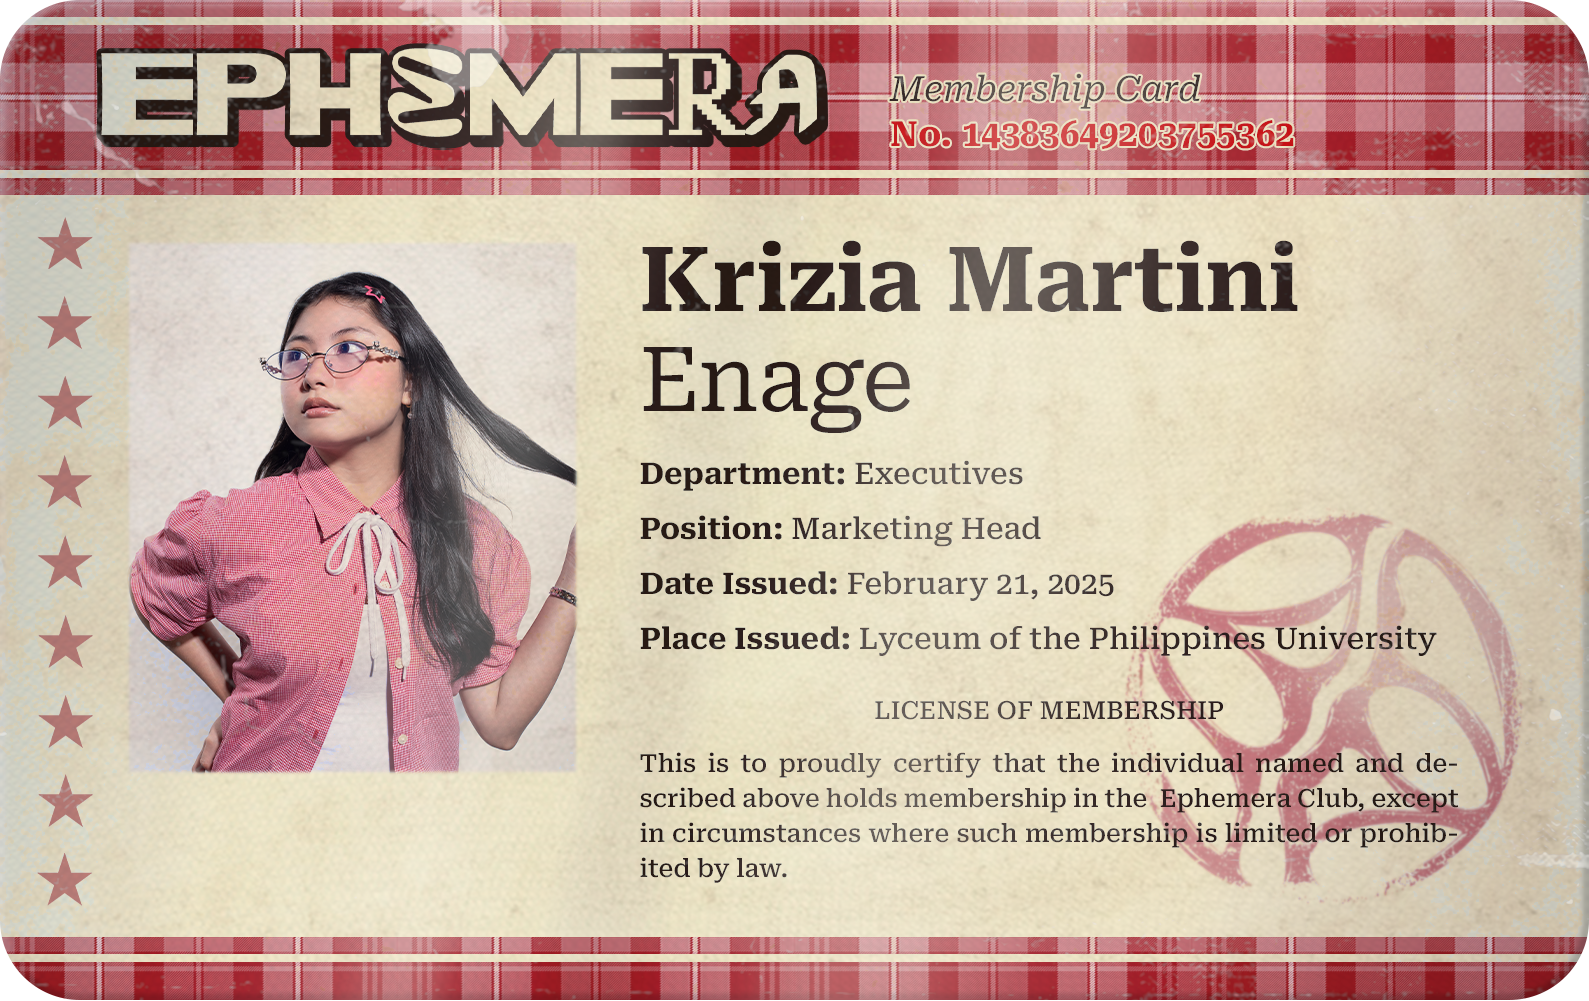 EPHEMERA
Membership Card
No. 14383649203755362
Krizia Martini
Enage
Department: Executives
Position: Marketing Head
Date Issued: February 21, 2025
Place Issued: Lyceum of the Philippines University
LICENSE OF MEMBERSHIP
This is to proudly certify that the individual named and de-
scribed above holds membership in the Ephemera Club, except
in circumstances where such membership is limited or prohib-
ited by law.